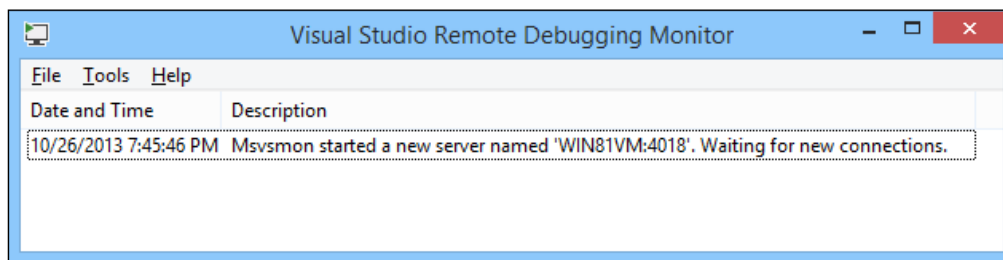 Visual Studio Remote Debugging Monitor
File Tools Help
Date and Time Description
10/26/2013 7:45:46 PM Msvsmon started a new server named 'WIN81VM:4018'. Waiting for new connections.